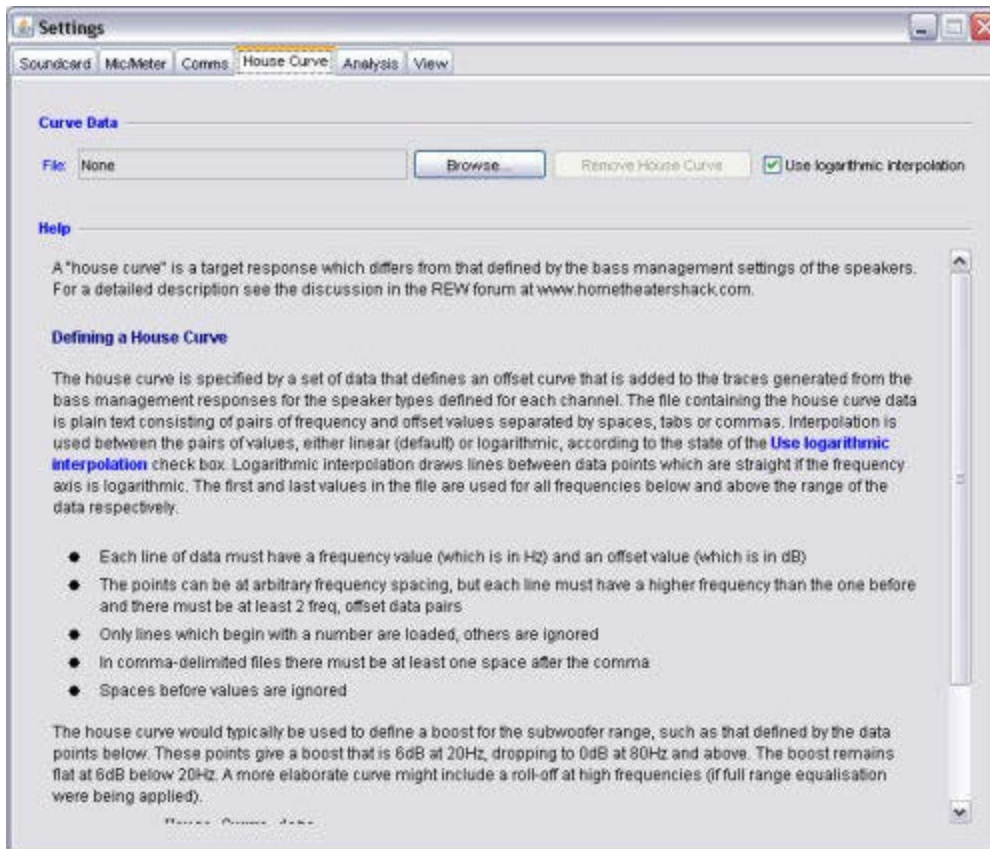 Settings
Soundcard Mic/Meter Comms House Curve Analysis View
Curve Data
File: None Browse... Remove House Curve Use logarithmic interpolation
Help
A "house curve" is a target response which differs from that defined by the bass management settings of the speakers.
For a detailed description see the discussion in the REW forum at www.hometheatershack.com.
Defining a House Curve
The house curve is specified by a set of data that defines an offset curve that is added to the traces generated from the
bass management responses for the speaker types defined for each channel. The file containing the house curve data
is plain text consisting of pairs of frequency and offset values separated by spaces, tabs or commas. Interpolation is
used between the pairs of values, either linear (default) or logarithmic, according to the state of the Use logarithmic
interpolation check box. Logarithmic interpolation draws lines between data points which are straight if the frequency
axis is logarithmic. The first and last values in the file are used for all frequencies below and above the range of the
data respectively.
● Each line of data must have a frequency value (which is in Hz) and an offset value (which is in dB)
● The points can be at arbitrary frequency spacing, but each line must have a higher frequency than the one before
and there must be at least 2 freq, offset data pairs
● Only lines which begin with a number are loaded, others are ignored
● In comma-delimited files there must be at least one space after the comma
● Spaces before values are ignored
The house curve would typically be used to define a boost for the subwoofer range, such as that defined by the data
points below. These points give a boost that is 6dB at 20Hz, dropping to 0dB at 80Hz and above. The boost remains
flat at 6dB below 20Hz. A more elaborate curve might include a roll-off at high frequencies (if full range equalisation
were being applied).
House Curve data